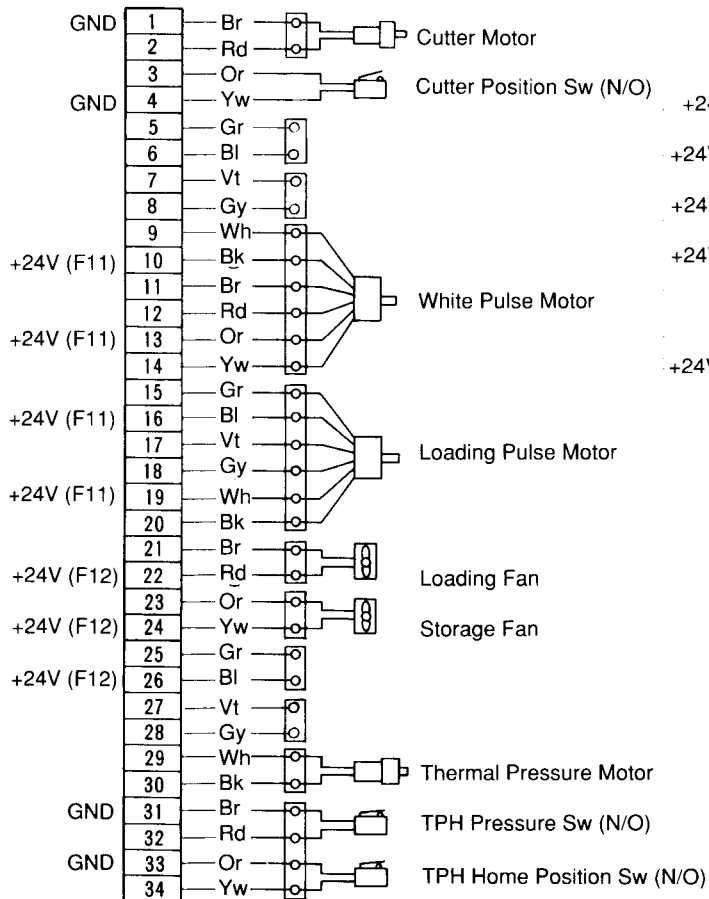 GND 1 Br
2 Rd Cutter Motor
3 Or
GND 4 Yw Cutter Position Sw (N/O)
5 Gr
6 Bl
7 Vt
8 Gy
9 Wh
+24V (F11) 10 Bk
11 Br
12 Rd White Pulse Motor
+24V (F11) 13 Or
14 Yw
15 Gr
+24V (F11) 16 Bl
17 Vt Loading Pulse Motor
18 Gy
+24V (F11) 19 Wh
20 Bk
21 Br
+24V (F12) 22 Rd Loading Fan
23 Or
+24V (F12) 24 Yw Storage Fan
25 Gr
+24V (F12) 26 Bl
27 Vt
28 Gy
29 Wh
30 Bk Thermal Pressure Motor
GND 31 Br
32 Rd TPH Pressure Sw (N/O)
GND 33 Or
34 Yw TPH Home Position Sw (N/O)